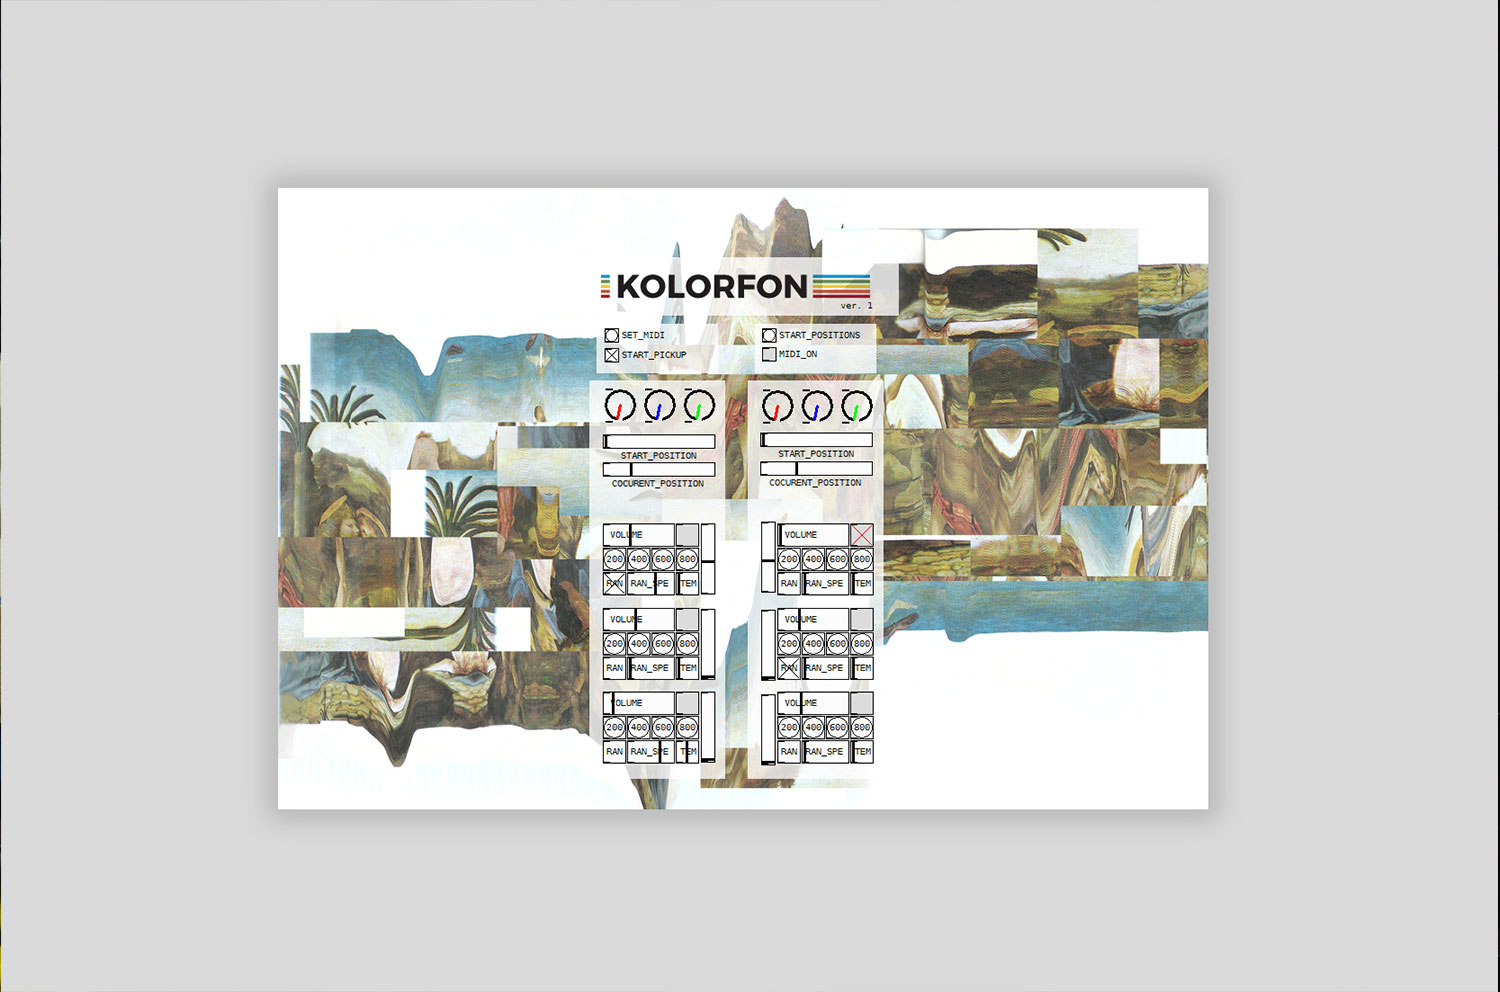 KOLORFON
ver. 1
SET_MIDI
START_PICKUP
START_POSITIONS
MIDI_ON
START_POSITION
COCURENT_POSITION
START_POSITION
COCURENT_POSITION
VOLUME
200 400 600 800
RAN RAN_SPE TEM
VOLUME
200 400 600 800
RAN RAN_SPE TEM
VOLUME
200 400 600 800
RAN RAN_SPE TEM
VOLUME
200 400 600 800
RAN RAN_SPE TEM
VOLUME
200 400 600 800
RAN RAN_SPE TEM
VOLUME
200 400 600 800
RAN RAN_SPE TEM